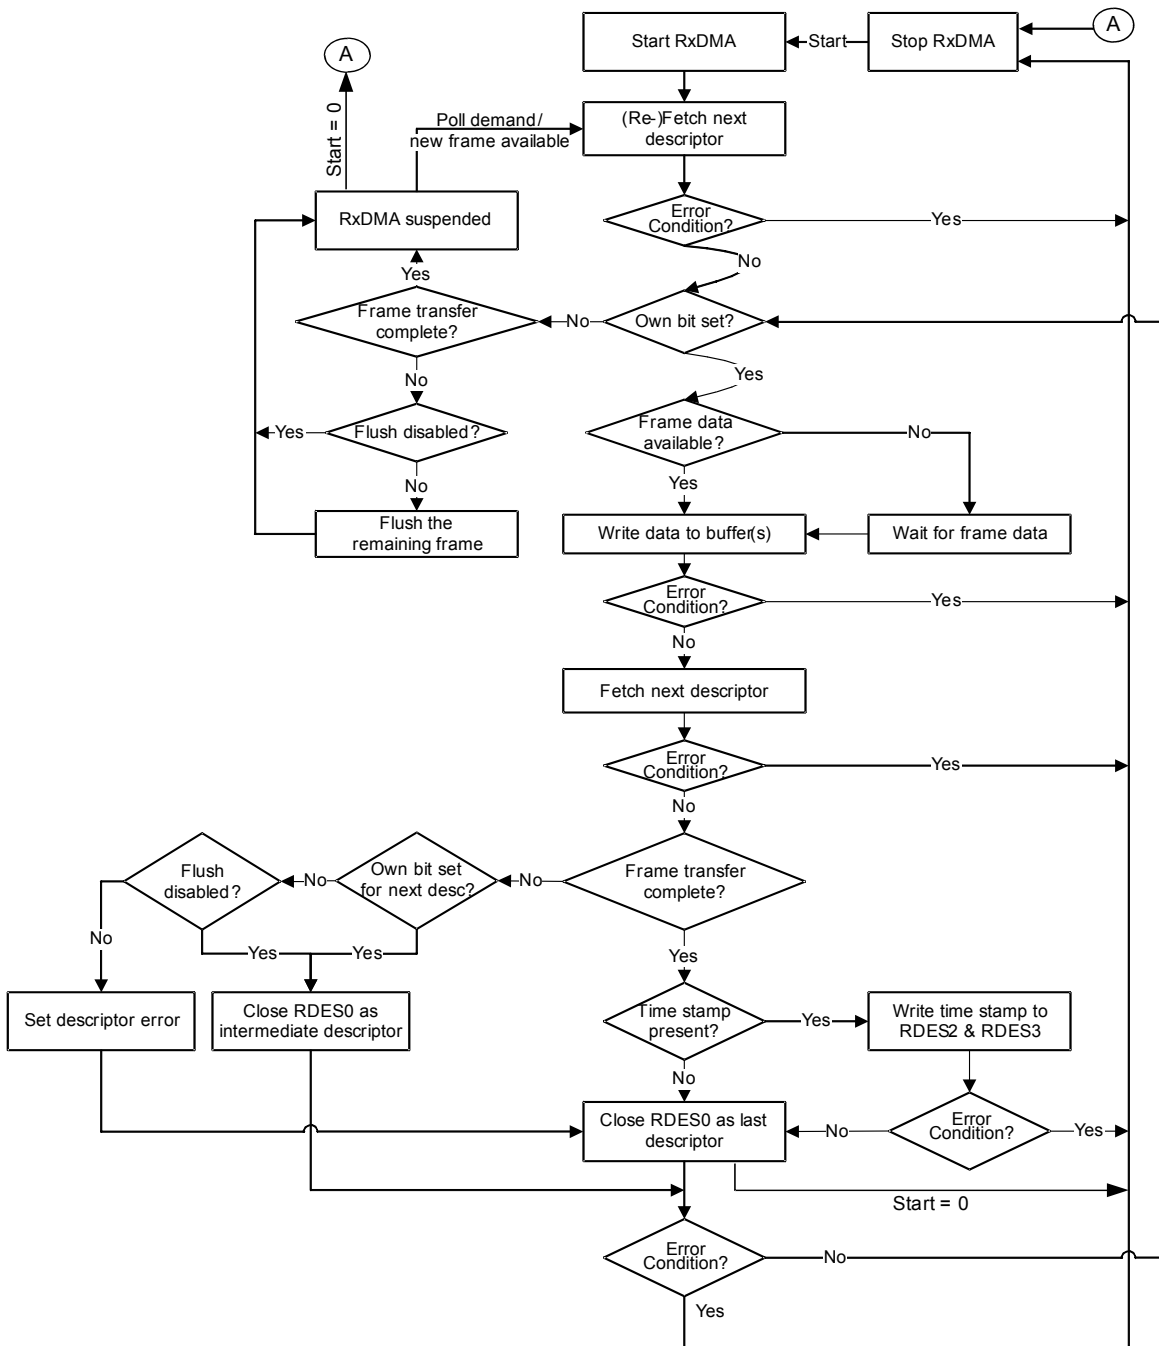 Start RxDMA
Start
Stop RxDMA
A
A
Start = 0
Poll demand/
new frame available
(Re-)Fetch next
descriptor
RxDMA suspended
Error
Condition?
Yes
No
Yes
Frame transfer
complete?
No
Own bit set?
No
Yes
Flush disabled?
Yes
Frame data
available?
No
No
Yes
Flush the
remaining frame
Write data to buffer(s)
Wait for frame data
Error
Condition?
Yes
No
Fetch next descriptor
Error
Condition?
Yes
No
Flush
disabled?
No
Own bit set
for next desc?
No
Frame transfer
complete?
No
Yes
Yes
Yes
Set descriptor error
Close RDES0 as
intermediate descriptor
Time stamp
present?
Yes
Write time stamp to
RDES2 & RDES3
No
Close RDES0 as last
descriptor
No
Error
Condition?
Yes
Start = 0
Error
Condition?
No
Yes